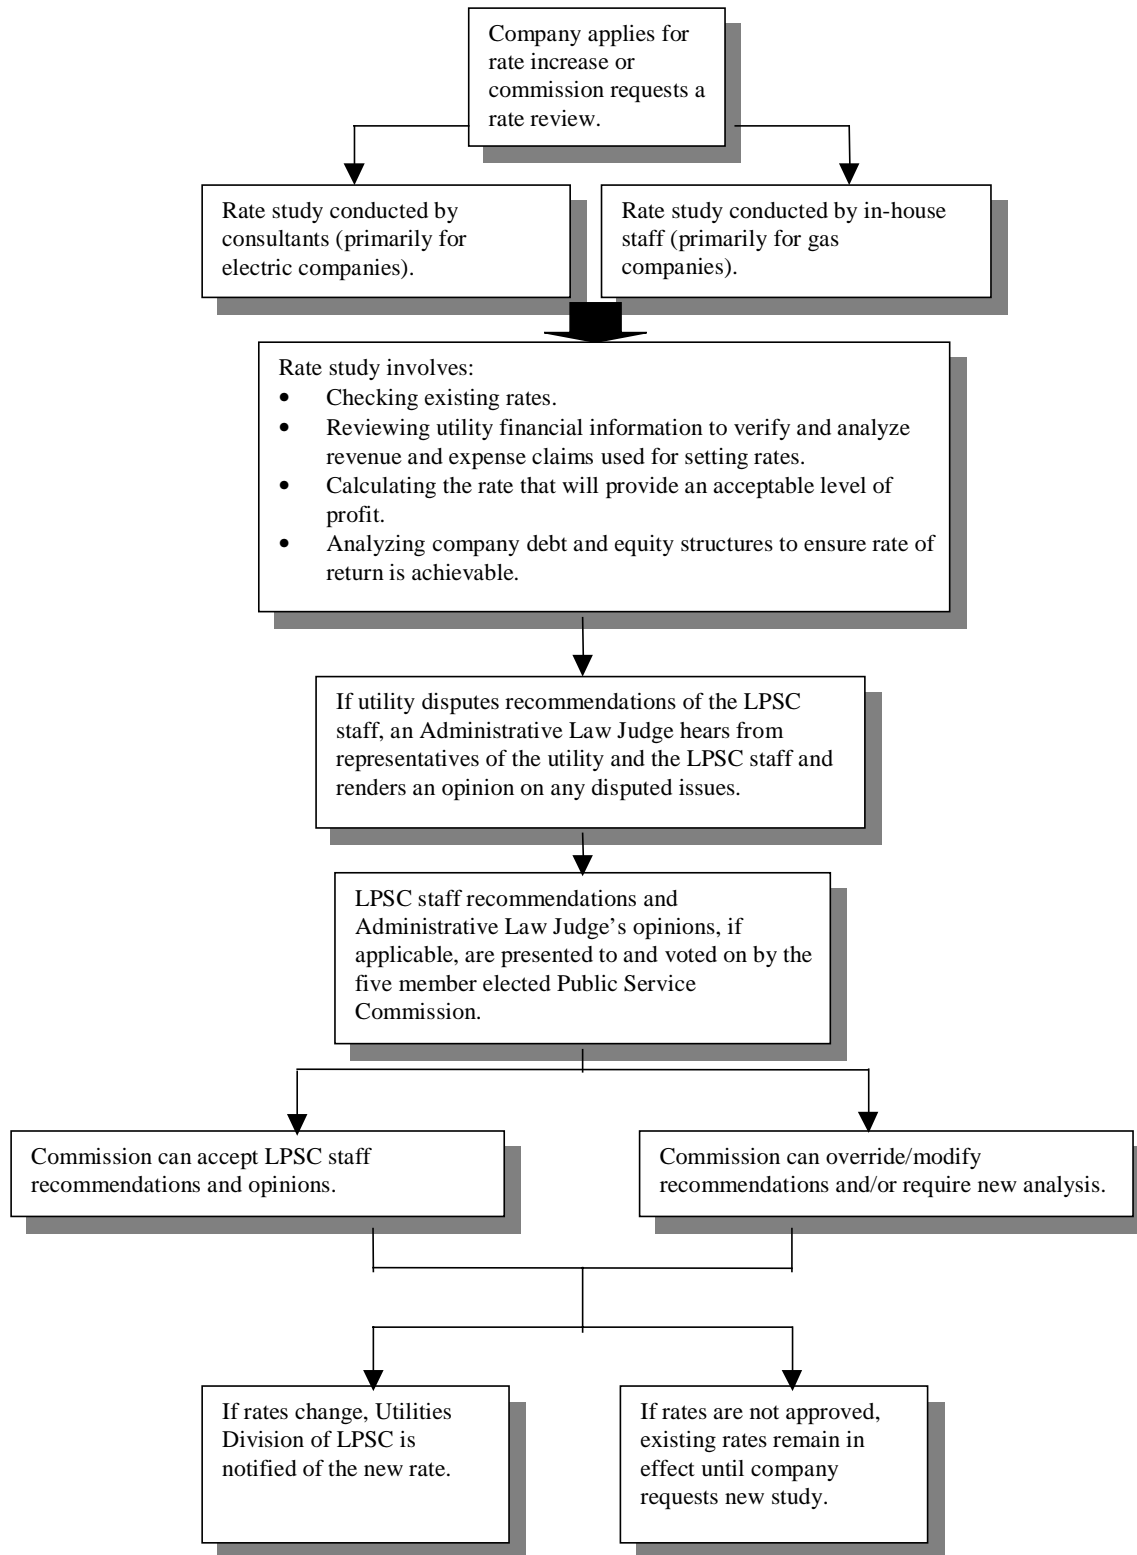 Company applies for
rate increase or
commission requests a
rate review.
Rate study conducted by
consultants (primarily for
electric companies).
Rate study conducted by in-house
staff (primarily for gas
companies).
Rate study involves:
• Checking existing rates.
• Reviewing utility financial information to verify and analyze
revenue and expense claims used for setting rates.
• Calculating the rate that will provide an acceptable level of
profit.
• Analyzing company debt and equity structures to ensure rate of
return is achievable.
If utility disputes recommendations of the LPSC
staff, an Administrative Law Judge hears from
representatives of the utility and the LPSC staff and
renders an opinion on any disputed issues.
LPSC staff recommendations and
Administrative Law Judge’s opinions, if
applicable, are presented to and voted on by the
five member elected Public Service
Commission.
Commission can accept LPSC staff
recommendations and opinions.
Commission can override/modify
recommendations and/or require new analysis.
If rates change, Utilities
Division of LPSC is
notified of the new rate.
If rates are not approved,
existing rates remain in
effect until company
requests new study.